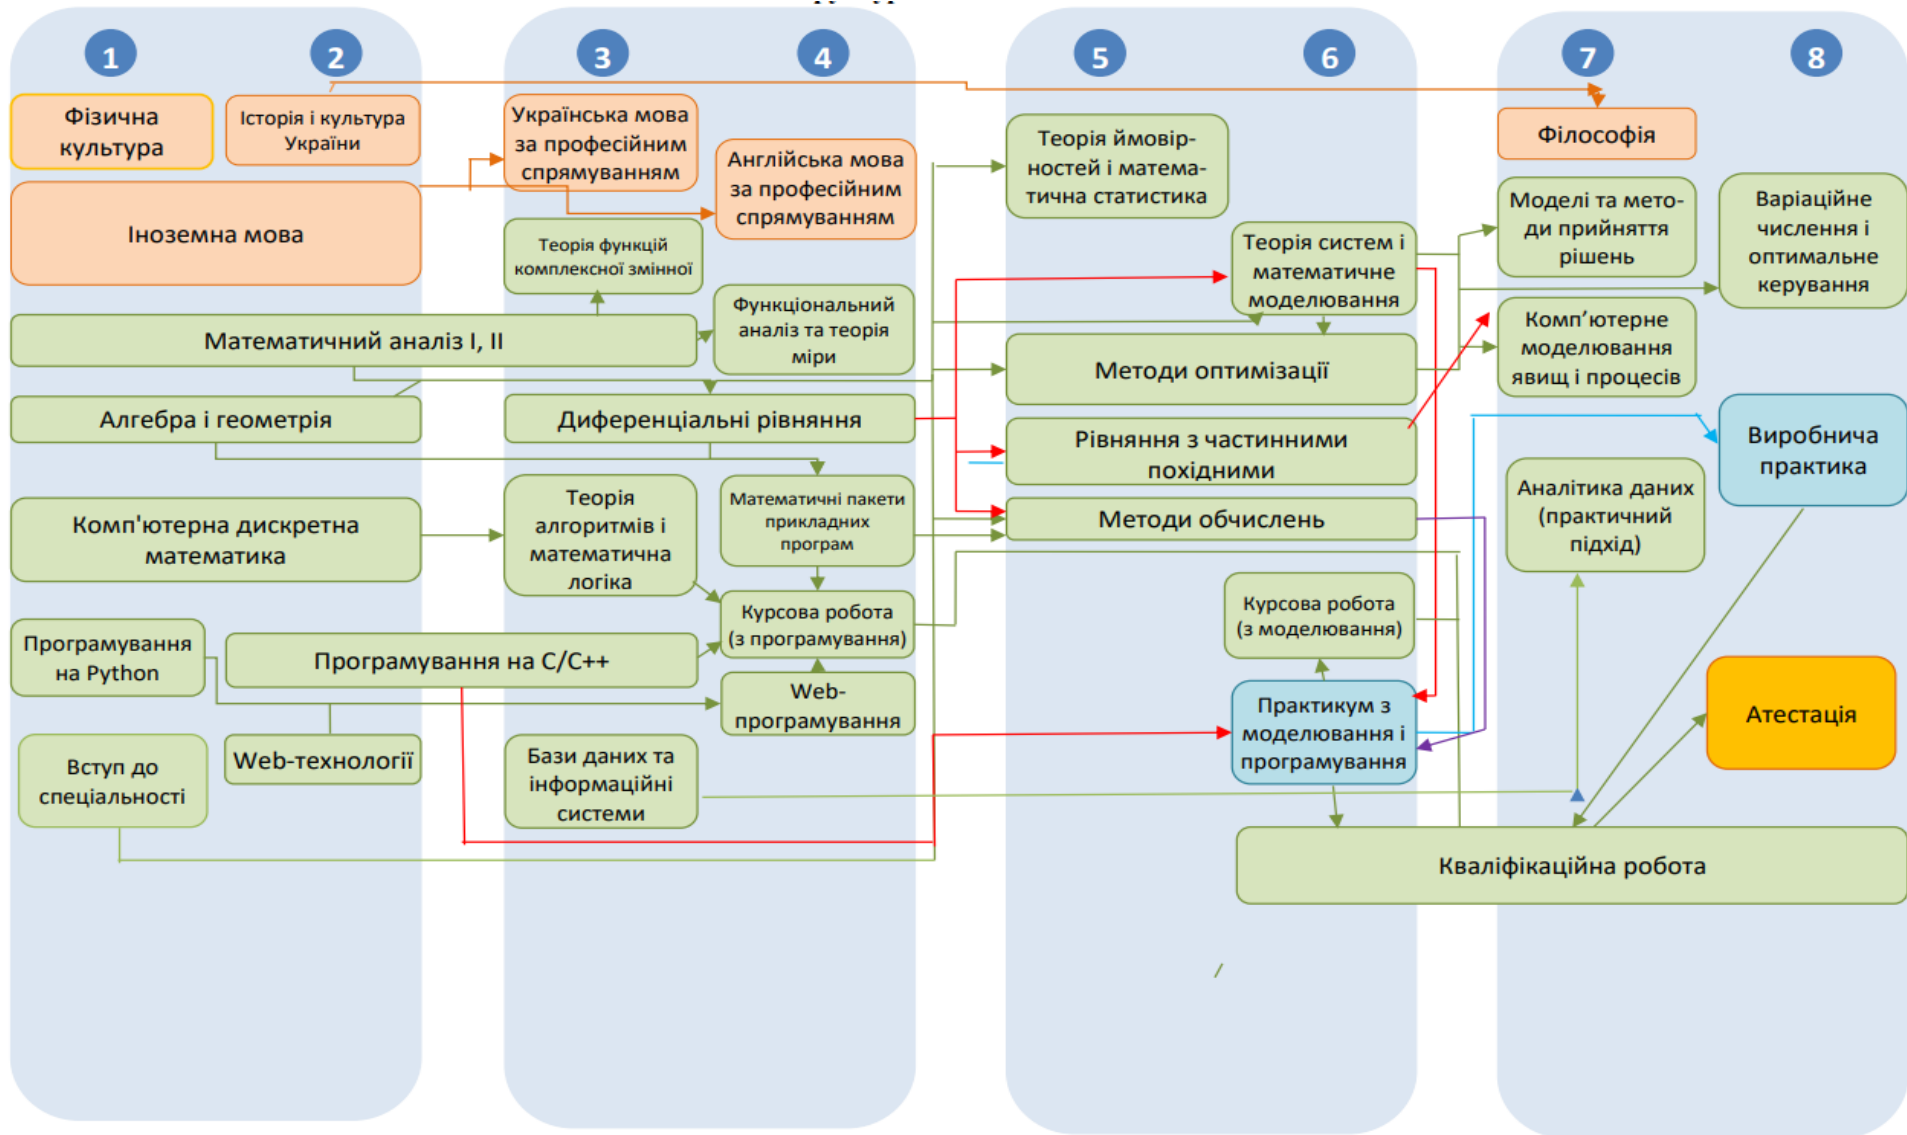 1
2
3
4
5
6
7
8
Фізична
культура
Історія і культура
України
Українська мова
за професійним
спрямуванням
Англійська мова
за професійним
спрямуванням
Теорія ймовір-
ностей і матема-
тична статистика
Філософія
Іноземна мова
Теорія функцій
комплексної змінної
Теорія систем і
математичне
моделювання
Моделі та мето-
ди прийняття
рішень
Варіаційне
числення і
оптимальне
керування
Математичний аналіз I, II
Функціональний
аналіз та теорія
міри
Методи оптимізації
Комп’ютерне
моделювання
явищ і процесів
Алгебра і геометрія
Диференціальні рівняння
Рівняння з частинними
похідними
Виробнича
практика
Комп'ютерна дискретна
математика
Теорія
алгоритмів і
математична
логіка
Математичні пакети
прикладних
програм
Методи обчислень
Аналітика даних
(практичний
підхід)
Курсова робота
(з програмування)
Курсова робота
(з моделювання)
Програмування
на Python
Програмування на C/C++
Web-
програмування
Практикум з
моделювання і
програмування
Атестація
Вступ до
спеціальності
Web-технології
Бази даних та
інформаційні
системи
Кваліфікаційна робота